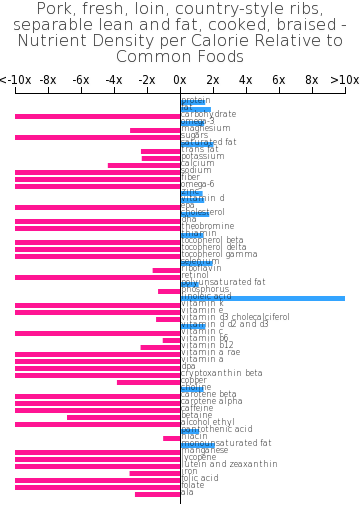 Pork, fresh, loin, country-style ribs,
separable lean and fat, cooked, braised -
Nutrient Density per Calorie Relative to
Common Foods
<-10x -8x -6x -4x -2x 0x 2x 4x 6x 8x >10x
protein
fat
carbohydrate
omega-3
magnesium
sugars
saturated fat
trans fat
potassium
calcium
sodium
fiber
omega-6
zinc
vitamin d
epa
cholesterol
dha
theobromine
thiamin
tocopherol beta
tocopherol delta
tocopherol gamma
selenium
riboflavin
retinol
polyunsaturated fat
phosphorus
linoleic acid
vitamin k
vitamin e
vitamin d3 cholecalciferol
vitamin d d2 and d3
vitamin c
vitamin b6
vitamin b12
vitamin a rae
vitamin a
dpa
cryptoxanthin beta
copper
choline
carotene beta
carotene alpha
caffeine
betaine
alcohol ethyl
pantothenic acid
niacin
monounsaturated fat
manganese
lycopene
lutein and zeaxanthin
iron
folic acid
folate
ala